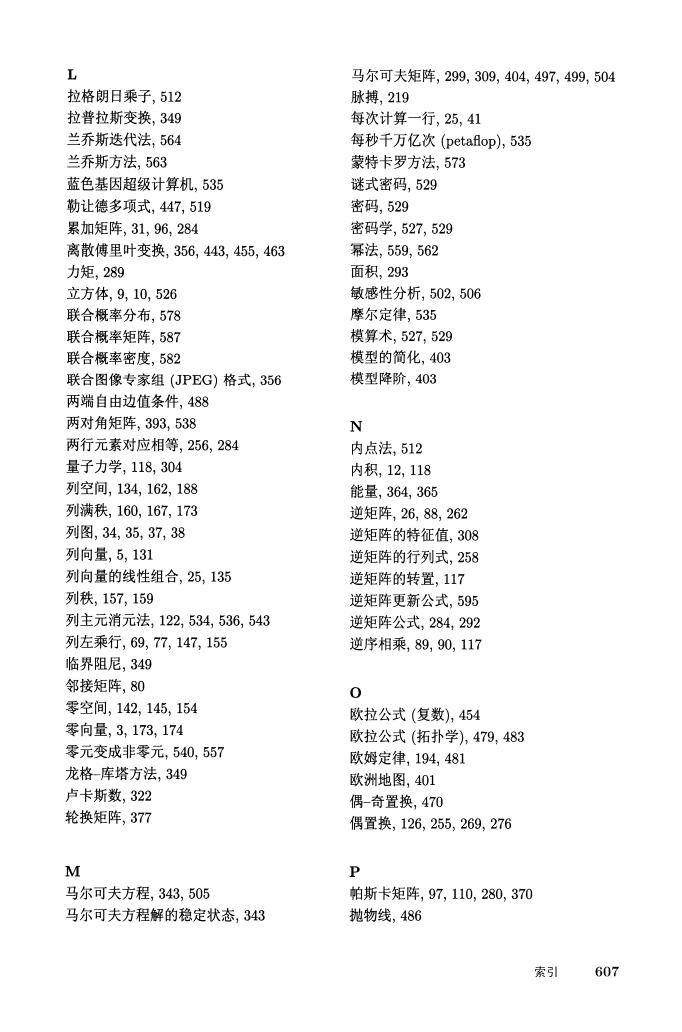 L
拉格朗日乘子, 512
拉普拉斯变换, 349
兰乔斯迭代法, 564
兰乔斯方法, 563
蓝色基因超级计算机, 535
勒让德多项式, 447, 519
累加矩阵, 31, 96, 284
离散傅里叶变换, 356, 443, 455, 463
力矩, 289
立方体, 9, 10, 526
联合概率分布, 578
联合概率矩阵, 587
联合概率密度, 582
联合图像专家组 (JPEG) 格式, 356
两端自由边值条件, 488
两对角矩阵, 393, 538
两行元素对应相等, 256, 284
量子力学, 118, 304
列空间, 134, 162, 188
列满秩, 160, 167, 173
列图, 34, 35, 37, 38
列向量, 5, 131
列向量的线性组合, 25, 135
列秩, 157, 159
列主元消元法, 122, 534, 536, 543
列左乘行, 69, 77, 147, 155
临界阻尼, 349
邻接矩阵, 80
零空间, 142, 145, 154
零向量, 3, 173, 174
零元变成非零元, 540, 557
龙格–库塔方法, 349
卢卡斯数, 322
轮换矩阵, 377
M
马尔可夫方程, 343, 505
马尔可夫方程解的稳定状态, 343
马尔可夫矩阵, 299, 309, 404, 497, 499, 504
脉搏, 219
每次计算一行, 25, 41
每秒千万亿次 (petaflop), 535
蒙特卡罗方法, 573
谜式密码, 529
密码, 529
密码学, 527, 529
幂法, 559, 562
面积, 293
敏感性分析, 502, 506
摩尔定律, 535
模算术, 527, 529
模型的简化, 403
模型降阶, 403
N
内点法, 512
内积, 12, 118
能量, 364, 365
逆矩阵, 26, 88, 262
逆矩阵的特征值, 308
逆矩阵的行列式, 258
逆矩阵的转置, 117
逆矩阵更新公式, 595
逆矩阵公式, 284, 292
逆序相乘, 89, 90, 117
O
欧拉公式 (复数), 454
欧拉公式 (拓扑学), 479, 483
欧姆定律, 194, 481
欧洲地图, 401
偶–奇置换, 470
偶置换, 126, 255, 269, 276
P
帕斯卡矩阵, 97, 110, 280, 370
抛物线, 486
索引 607